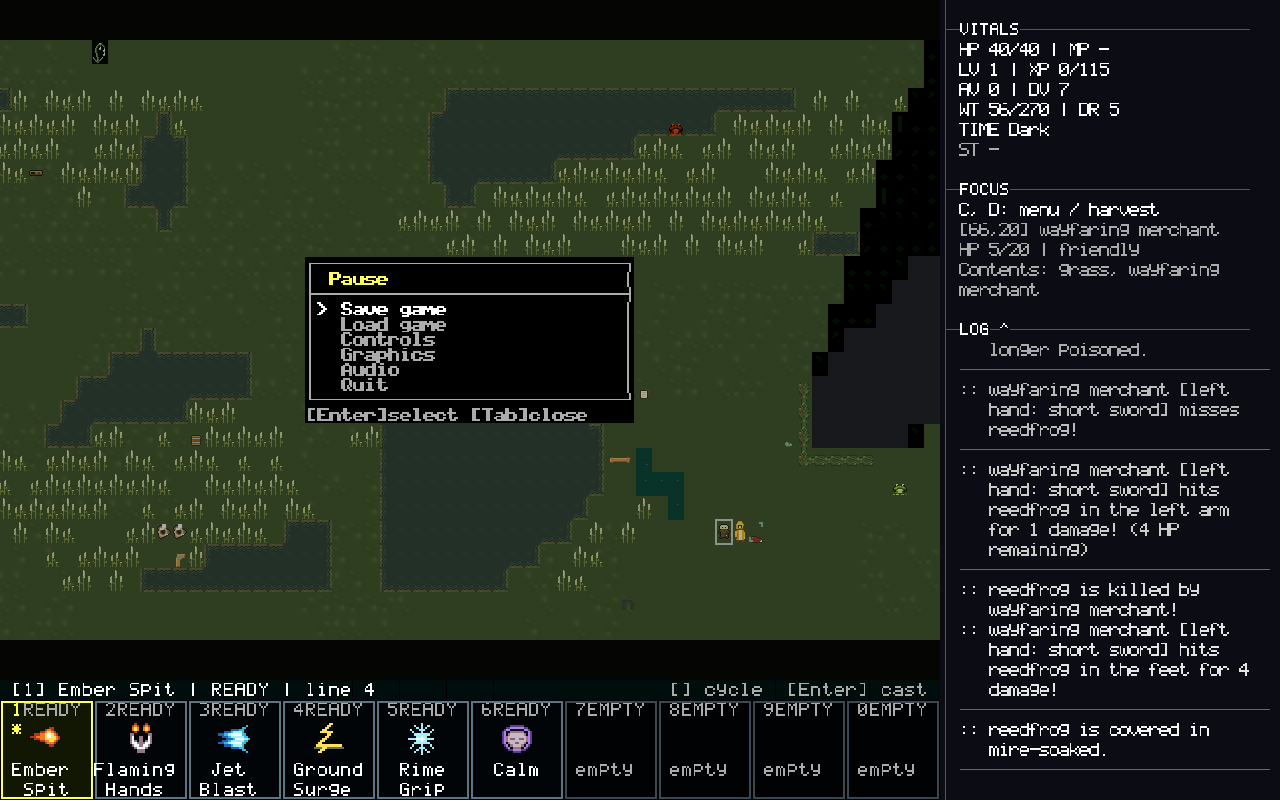 Pause
> Save game
Load game
Controls
Graphics
Audio
Quit
[Enter]select [Tab]close
VITALS
HP 40/40 | MP -
LV 1 | XP 0/115
AV 0 | DV 7
WT 56/270 | DR 5
TIME Dark
ST -
FOCUS
C, D: menu / harvest
[66,20] wayfaring merchant
HP 5/20 | friendly
Contents: grass, wayfaring
merchant
LOG ^
longer Poisoned.
:: wayfaring merchant [left
hand: short sword] misses
reedfrog!
:: wayfaring merchant [left
hand: short sword] hits
reedfrog in the left arm
for 1 damage! (4 HP
remaining)
:: reedfrog is killed by
wayfaring merchant!
:: wayfaring merchant [left
hand: short sword] hits
reedfrog in the feet for 4
damage!
:: reedfrog is covered in
mire-soaked.
[1] Ember Spit | READY | line 4
[] cycle [Enter] cast
1READY 2READY 3READY 4READY 5READY 6READY 7EMPTY 8EMPTY 9EMPTY 0EMPTY
*
Ember Flaming Jet Ground Rime Calm empty empty empty empty
Spit Hands Blast Surge Grip